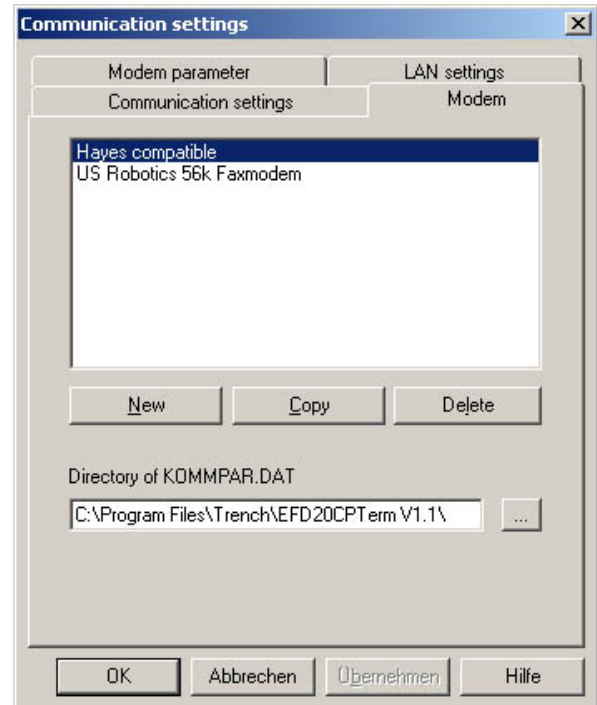 Communication settings
Modem parameter
LAN settings
Communication settings
Modem
Hayes compatible
US Robotics 56k Faxmodem
New
Copy
Delete
Directory of KOMMPAR.DAT
C:\Program Files\Trench\EFD20CPTerm V1.1\
...
OK
Abbrechen
Übernehmen
Hilfe